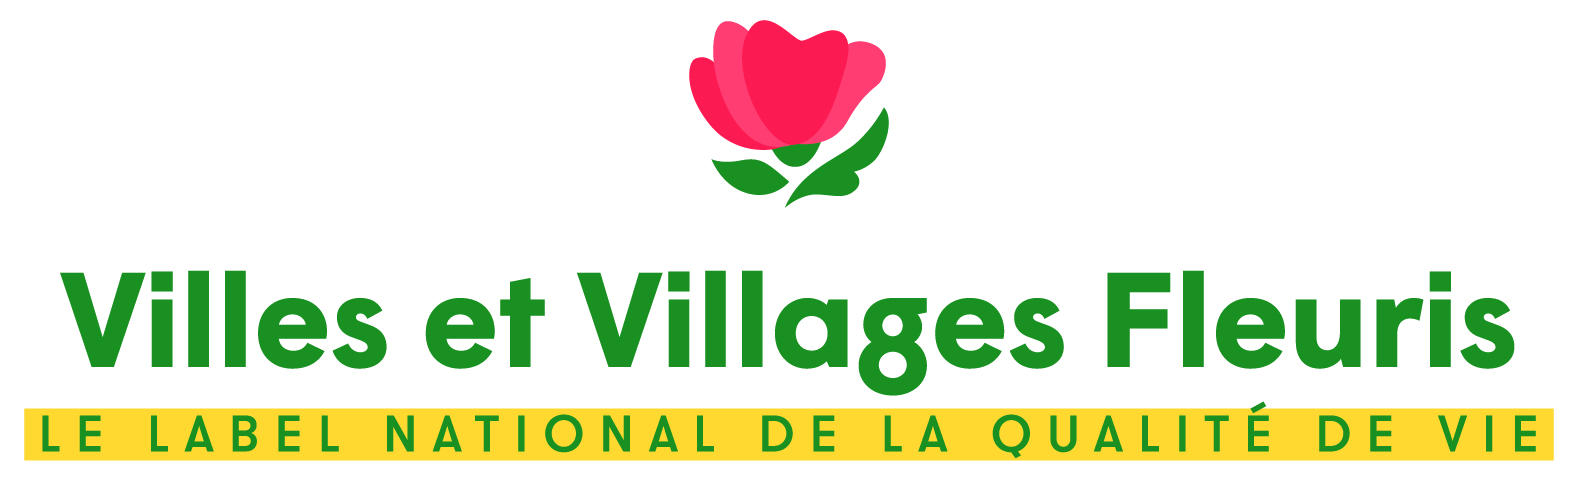 Villes et Villages Fleuris
LE LABEL NATIONAL DE LA QUALITÉ DE VIE